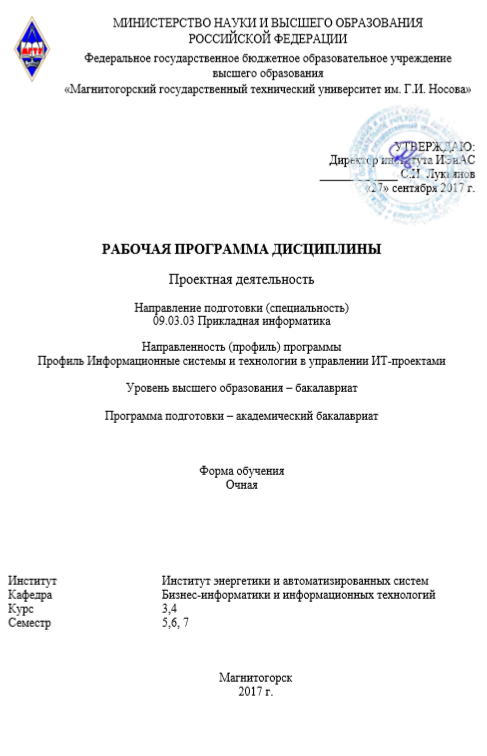 МИНИСТЕРСТВО НАУКИ И ВЫСШЕГО ОБРАЗОВАНИЯ
РОССИЙСКОЙ ФЕДЕРАЦИИ
Федеральное государственное бюджетное образовательное учреждение
высшего образования
«Магнитогорский государственный технический университет им. Г.И. Носова»
МГТУ
УТВЕРЖДАЮ:
Директор института ИЭиАС
С.И. Лукьянов
«27» сентября 2017 г.
РАБОЧАЯ ПРОГРАММА ДИСЦИПЛИНЫ
Проектная деятельность
Направление подготовки (специальность)
09.03.03 Прикладная информатика
Направленность (профиль) программы
Профиль Информационные системы и технологии в управлении ИТ-проектами
Уровень высшего образования – бакалавриат
Программа подготовки – академический бакалавриат
Форма обучения
Очная
Институт Институт энергетики и автоматизированных систем
Кафедра Бизнес-информатики и информационных технологий
Курс 3,4
Семестр 5,6, 7
Магнитогорск
2017 г.